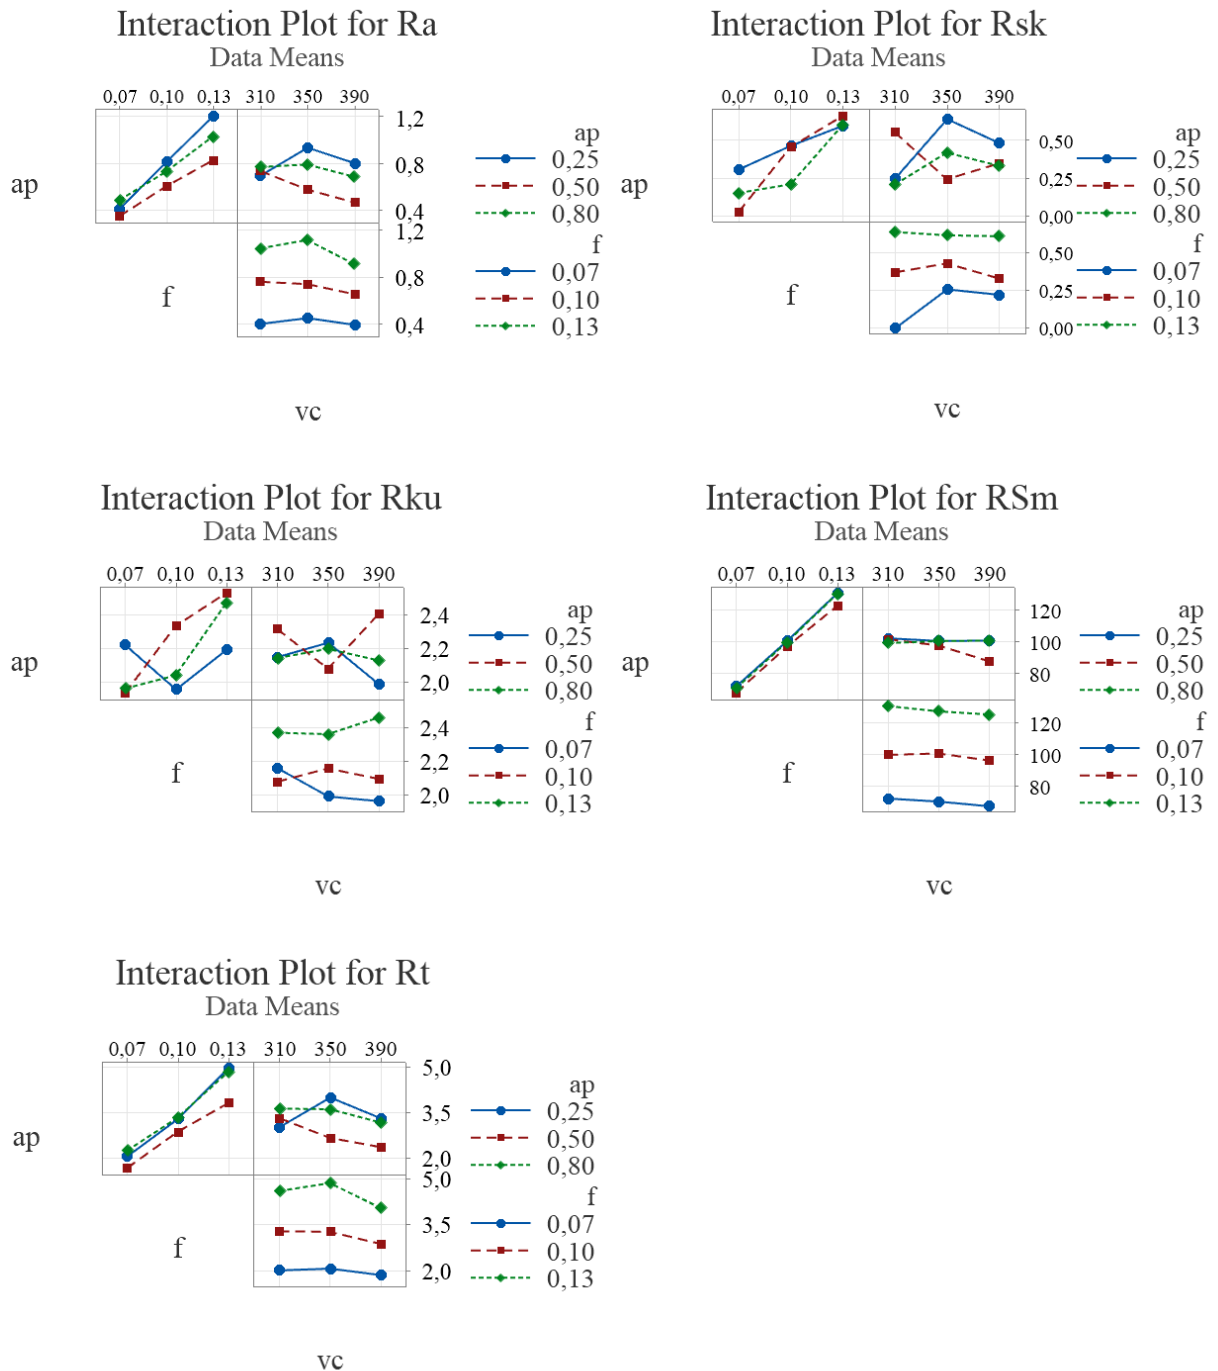 Interaction Plot for Ra
Data Means
0,07 0,10 0,13 310 350 390
1,2
0,8
0,4
1,2
0,8
0,4
ap
f
vc
ap
0,25
0,50
0,80
f
0,07
0,10
0,13
Interaction Plot for Rsk
Data Means
0,07 0,10 0,13 310 350 390
0,50
0,25
0,00
0,50
0,25
0,00
ap
f
vc
ap
0,25
0,50
0,80
f
0,07
0,10
0,13
Interaction Plot for Rku
Data Means
0,07 0,10 0,13 310 350 390
2,4
2,2
2,0
2,4
2,2
2,0
ap
f
vc
ap
0,25
0,50
0,80
f
0,07
0,10
0,13
Interaction Plot for RSm
Data Means
0,07 0,10 0,13 310 350 390
120
100
80
120
100
80
ap
f
vc
ap
0,25
0,50
0,80
f
0,07
0,10
0,13
Interaction Plot for Rt
Data Means
0,07 0,10 0,13 310 350 390
5,0
3,5
2,0
5,0
3,5
2,0
ap
f
vc
ap
0,25
0,50
0,80
f
0,07
0,10
0,13